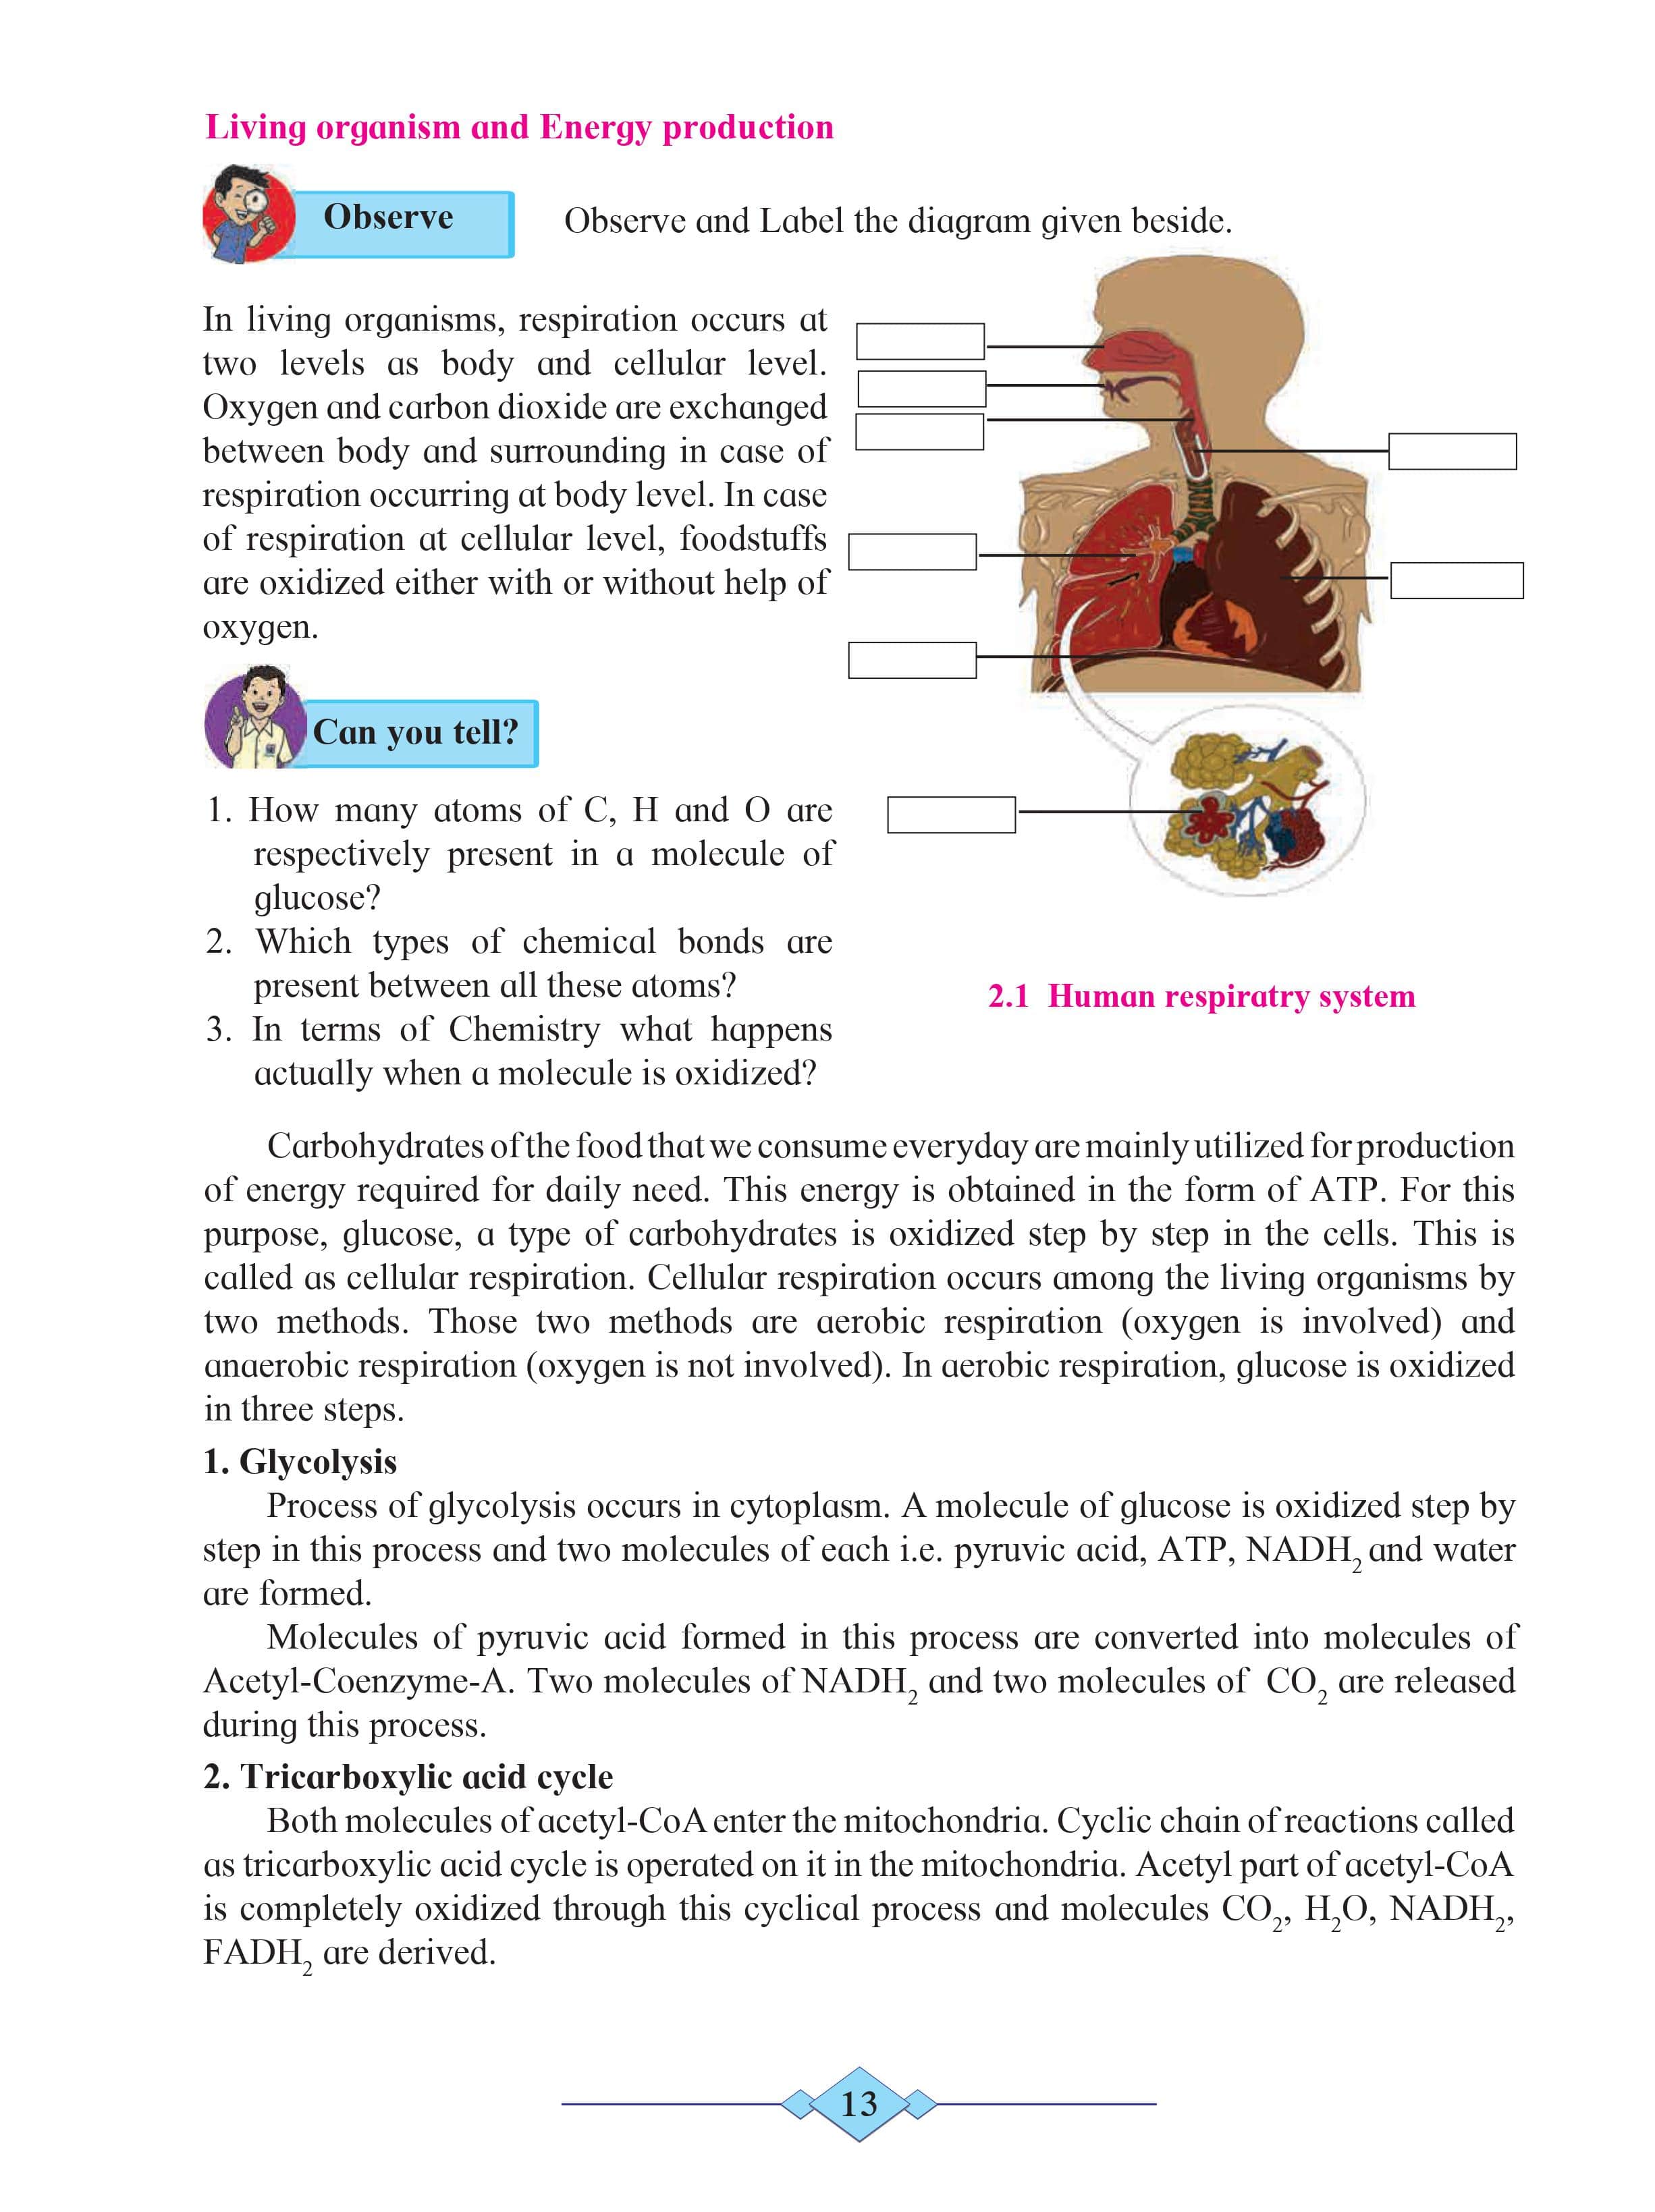 Living organism and Energy production
Observe
Observe and Label the diagram given beside.
In living organisms, respiration occurs at
two levels as body and cellular level.
Oxygen and carbon dioxide are exchanged
between body and surrounding in case of
respiration occurring at body level. In case
of respiration at cellular level, foodstuffs
are oxidized either with or without help of
oxygen.
Can you tell?
1. How many atoms of C, H and O are
respectively present in a molecule of
glucose?
2. Which types of chemical bonds are
present between all these atoms?
3. In terms of Chemistry what happens
actually when a molecule is oxidized?
2.1 Human respiratry system
Carbohydrates of the food that we consume everyday are mainly utilized for production
of energy required for daily need. This energy is obtained in the form of ATP. For this
purpose, glucose, a type of carbohydrates is oxidized step by step in the cells. This is
called as cellular respiration. Cellular respiration occurs among the living organisms by
two methods. Those two methods are aerobic respiration (oxygen is involved) and
anaerobic respiration (oxygen is not involved). In aerobic respiration, glucose is oxidized
in three steps.
1. Glycolysis
Process of glycolysis occurs in cytoplasm. A molecule of glucose is oxidized step by
step in this process and two molecules of each i.e. pyruvic acid, ATP, NADH₂ and water
are formed.
Molecules of pyruvic acid formed in this process are converted into molecules of
Acetyl-Coenzyme-A. Two molecules of NADH₂ and two molecules of CO₂ are released
during this process.
2. Tricarboxylic acid cycle
Both molecules of acetyl-CoA enter the mitochondria. Cyclic chain of reactions called
as tricarboxylic acid cycle is operated on it in the mitochondria. Acetyl part of acetyl-CoA
is completely oxidized through this cyclical process and molecules CO₂, H₂O, NADH₂,
FADH₂ are derived.
13